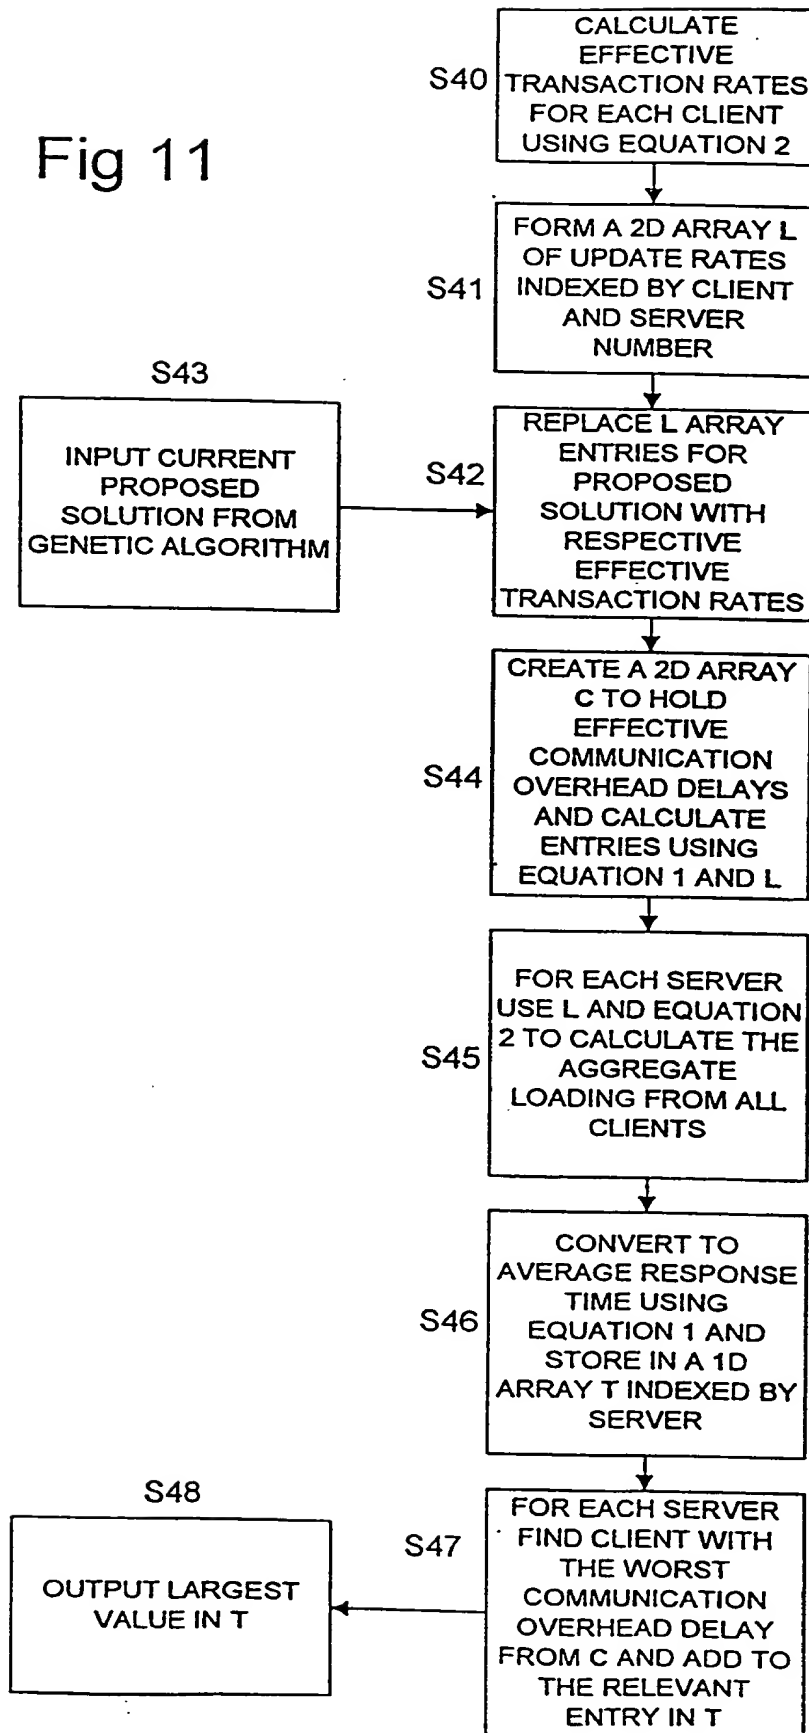 Fig 11
S40
CALCULATE
EFFECTIVE
TRANSACTION RATES
FOR EACH CLIENT
USING EQUATION 2
S41
FORM A 2D ARRAY L
OF UPDATE RATES
INDEXED BY CLIENT
AND SERVER
NUMBER
S43
INPUT CURRENT
PROPOSED
SOLUTION FROM
GENETIC ALGORITHM
S42
REPLACE L ARRAY
ENTRIES FOR
PROPOSED
SOLUTION WITH
RESPECTIVE
EFFECTIVE
TRANSACTION RATES
S44
CREATE A 2D ARRAY
C TO HOLD
EFFECTIVE
COMMUNICATION
OVERHEAD DELAYS
AND CALCULATE
ENTRIES USING
EQUATION 1 AND L
S45
FOR EACH SERVER
USE L AND EQUATION
2 TO CALCULATE THE
AGGREGATE
LOADING FROM ALL
CLIENTS
S46
CONVERT TO
AVERAGE RESPONSE
TIME USING
EQUATION 1 AND
STORE IN A 1D
ARRAY T INDEXED BY
SERVER
S47
FOR EACH SERVER
FIND CLIENT WITH
THE WORST
COMMUNICATION
OVERHEAD DELAY
FROM C AND ADD TO
THE RELEVANT
ENTRY IN T
S48
OUTPUT LARGEST
VALUE IN T